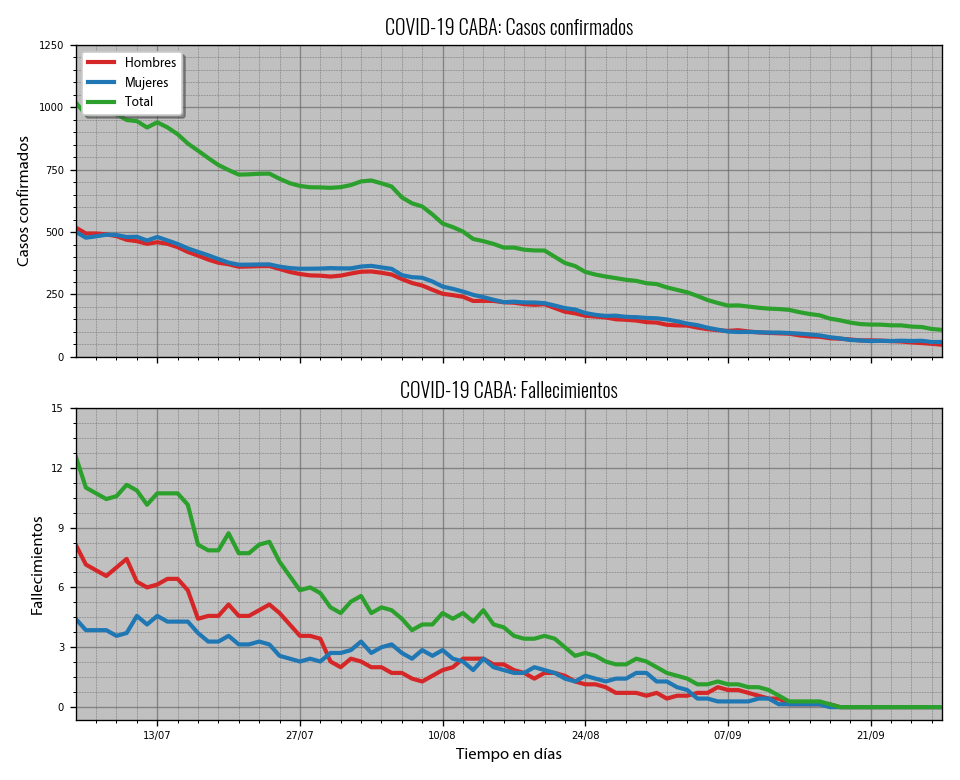 COVID-19 CABA: Casos confirmados
1250
1000
750
500
250
0
Casos confirmados
Hombres
Mujeres
Total
COVID-19 CABA: Fallecimientos
15
12
9
6
3
0
Fallecimientos
13/07 27/07 10/08 24/08 07/09 21/09
Tiempo en días